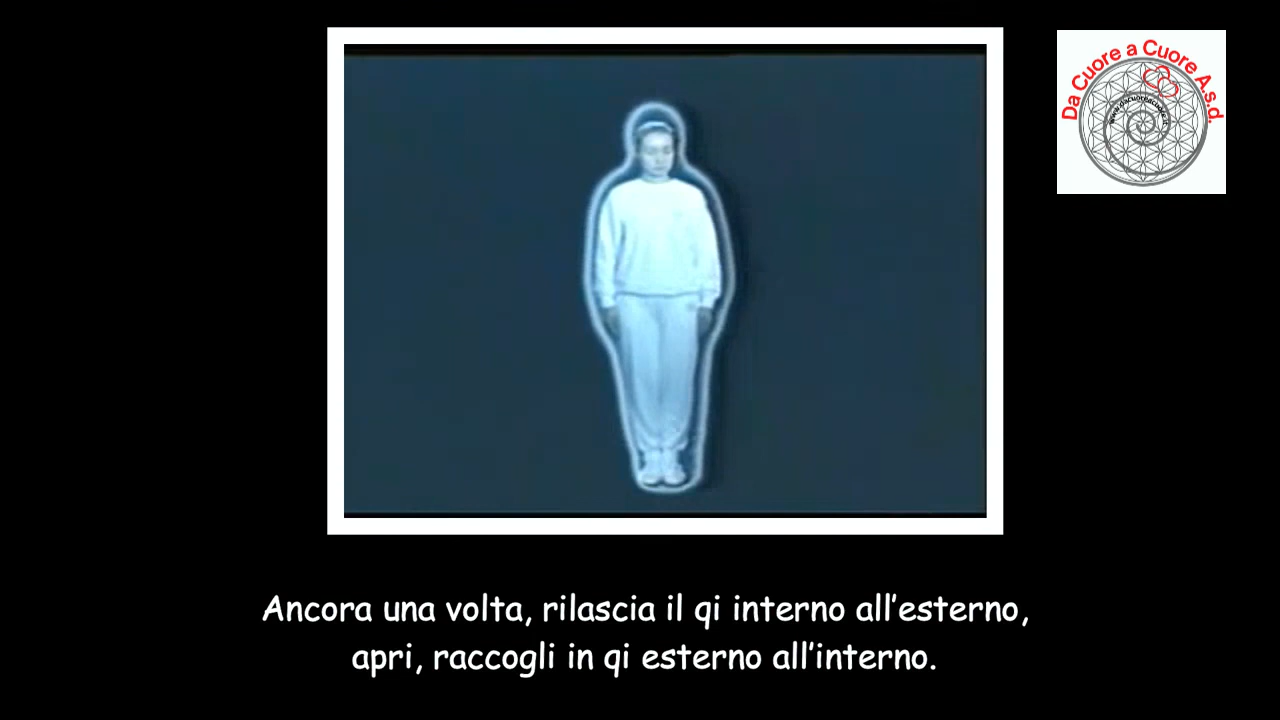 Da Cuore a Cuore A.s.d.
Ancora una volta, rilascia il qi interno all'esterno,
apri, raccogli in qi esterno all'interno.